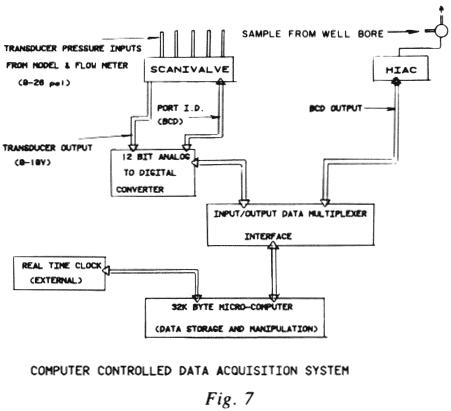 SAMPLE FROM WELL BORE
TRANSDUCER PRESSURE INPUTS
FROM MODEL & FLOW METER
(0-26 psi)
SCANIVALVE
HIAC
PORT I.D.
(BCD)
BCD OUTPUT
TRANSDUCER OUTPUT
(0-10V)
12 BIT ANALOG
TO DIGITAL
CONVERTER
INPUT/OUTPUT DATA MULTIPLEXER
INTERFACE
REAL TIME CLOCK
(EXTERNAL)
32K BYTE MICRO-COMPUTER
(DATA STORAGE AND MANIPULATION)
COMPUTER CONTROLLED DATA ACQUISITION SYSTEM
Fig. 7